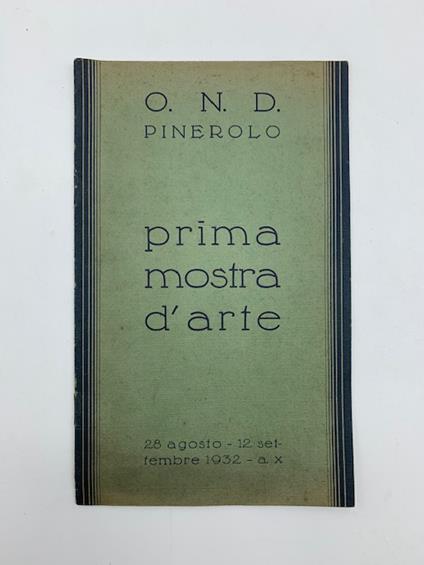 O. N. D.
PINEROLO
prima
mostra
d'arte
28 agosto - 12 set-
tembre 1932 - a x